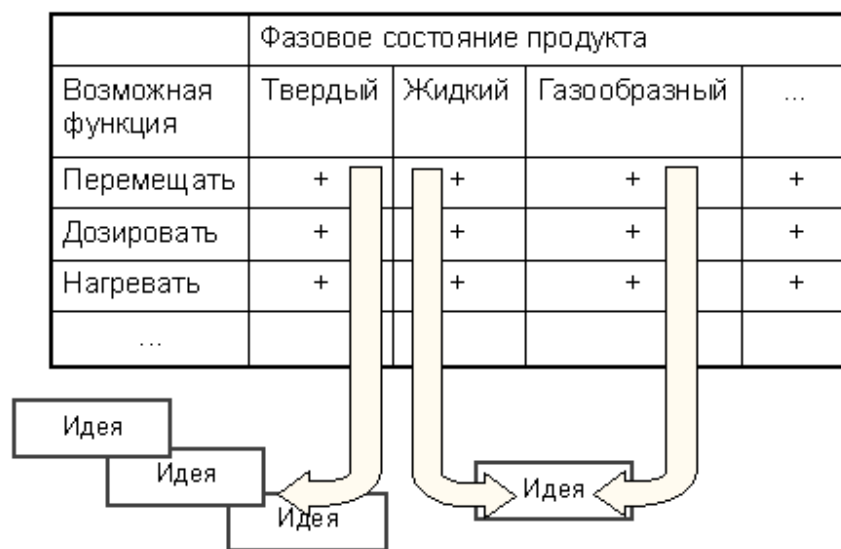 Фазовое состояние продукта
Возможная функция
Твердый
Жидкий
Газообразный
...
Перемещать + + + +
Дозировать + + + +
Нагревать + + + +
...
Идея
Идея
Идея
Идея